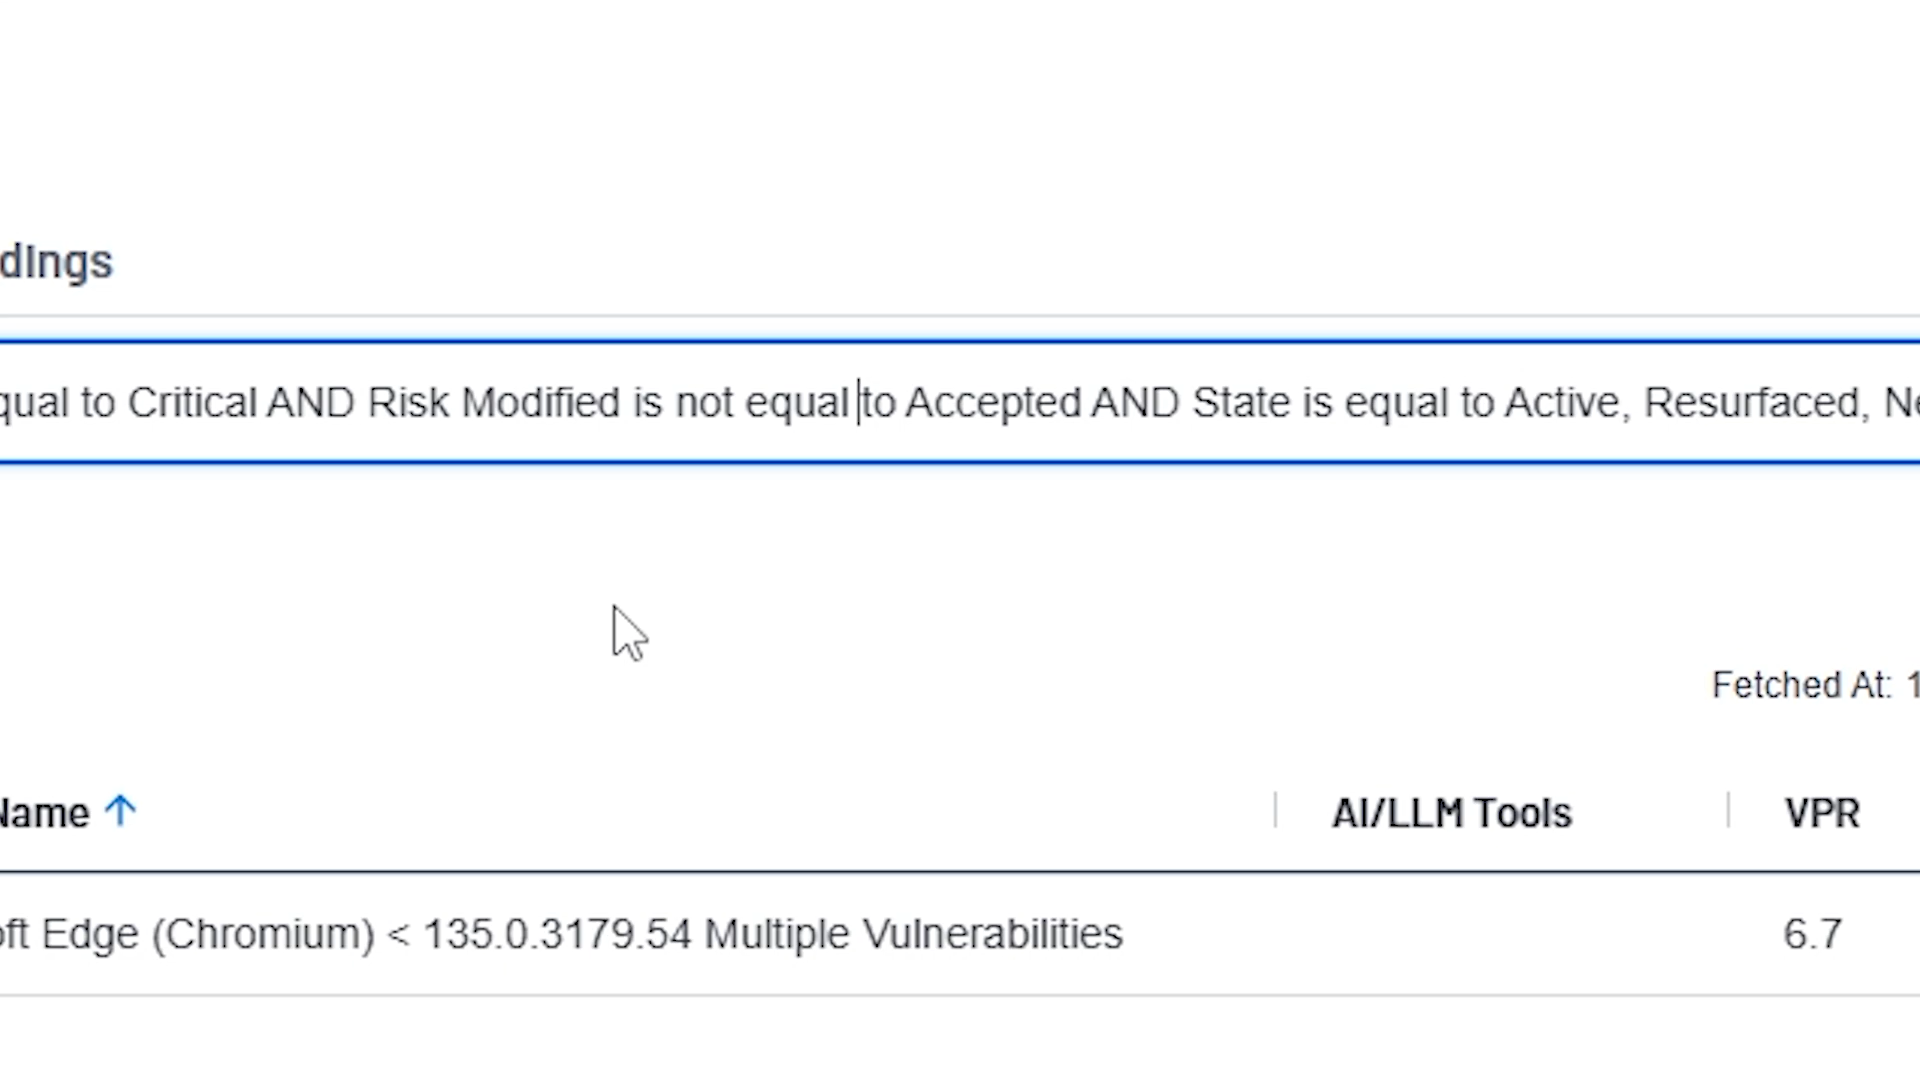 dings
qual to Critical AND Risk Modified is not equal to Accepted AND State is equal to Active, Resurfaced, Ne
Fetched At: 1
Name AI/LLM Tools VPR
oft Edge (Chromium) < 135.0.3179.54 Multiple Vulnerabilities 6.7